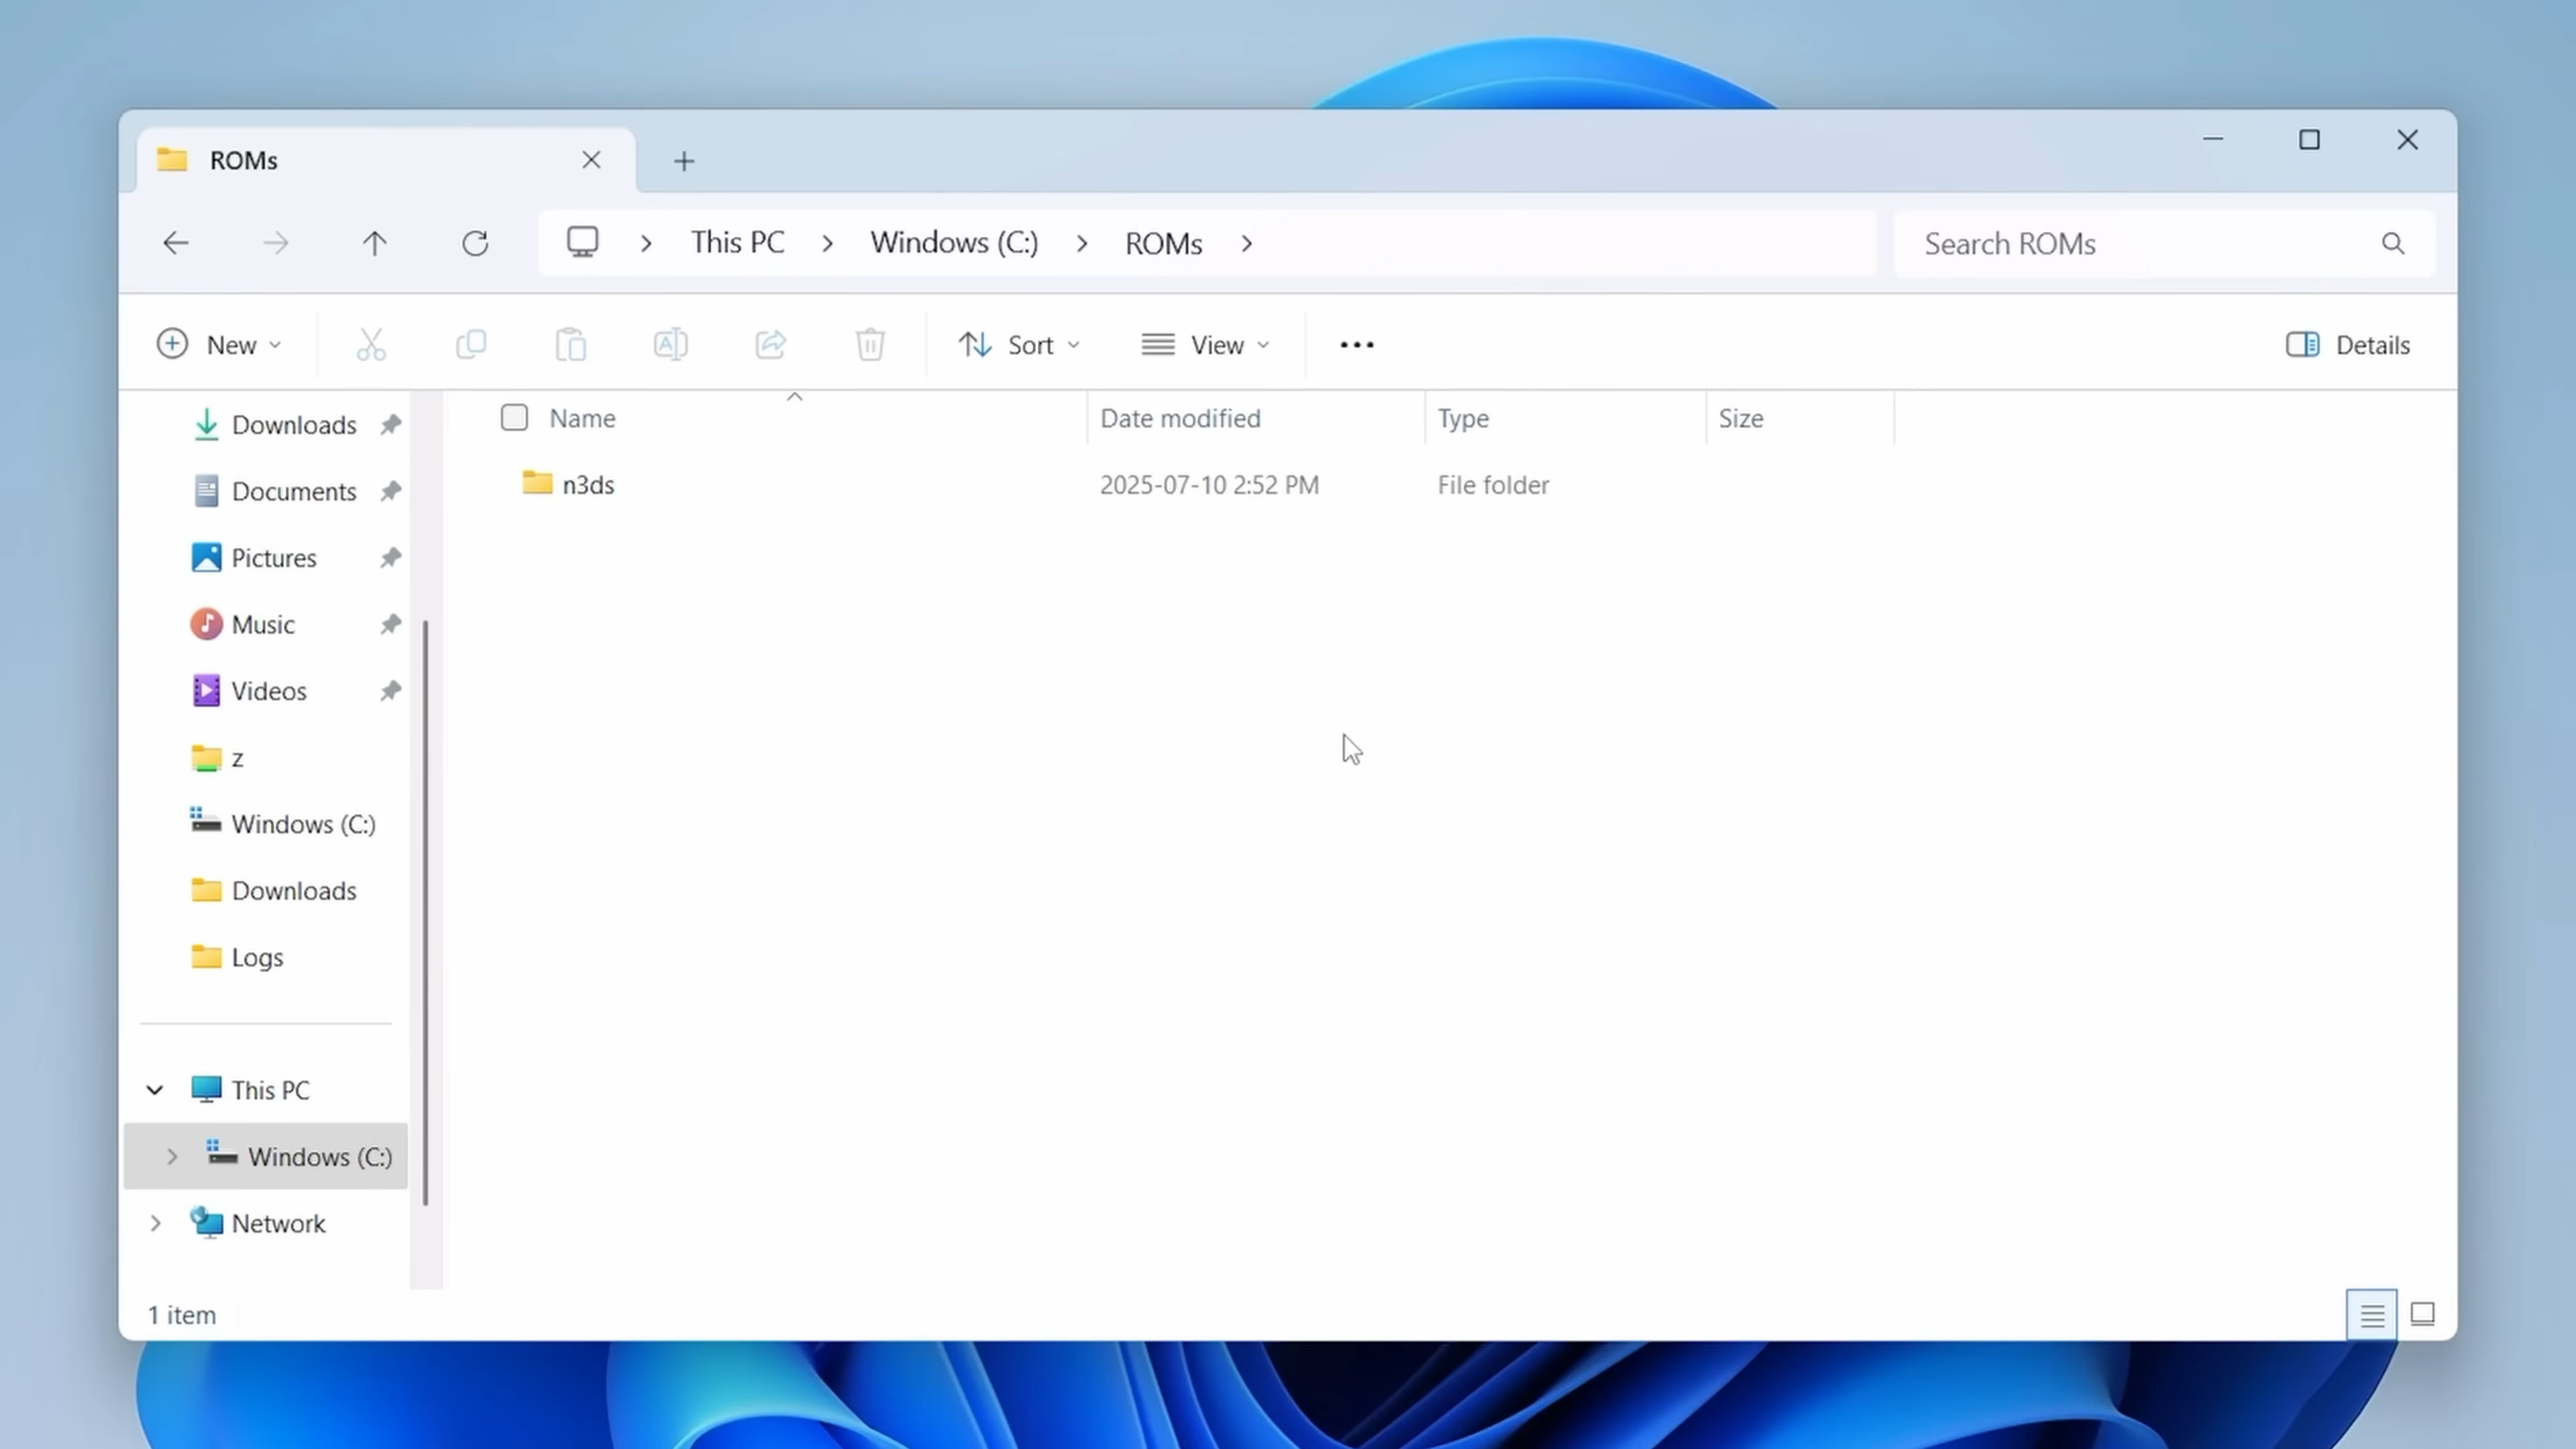 ROMs
This PC
Windows (C:)
ROMs
Search ROMs
New
Sort
View
Details
Name
Date modified
Type
Size
n3ds
2025-07-10 2:52 PM
File folder
Downloads
Documents
Pictures
Music
Videos
z
Windows (C:)
Downloads
Logs
This PC
Windows (C:)
Network
1 item